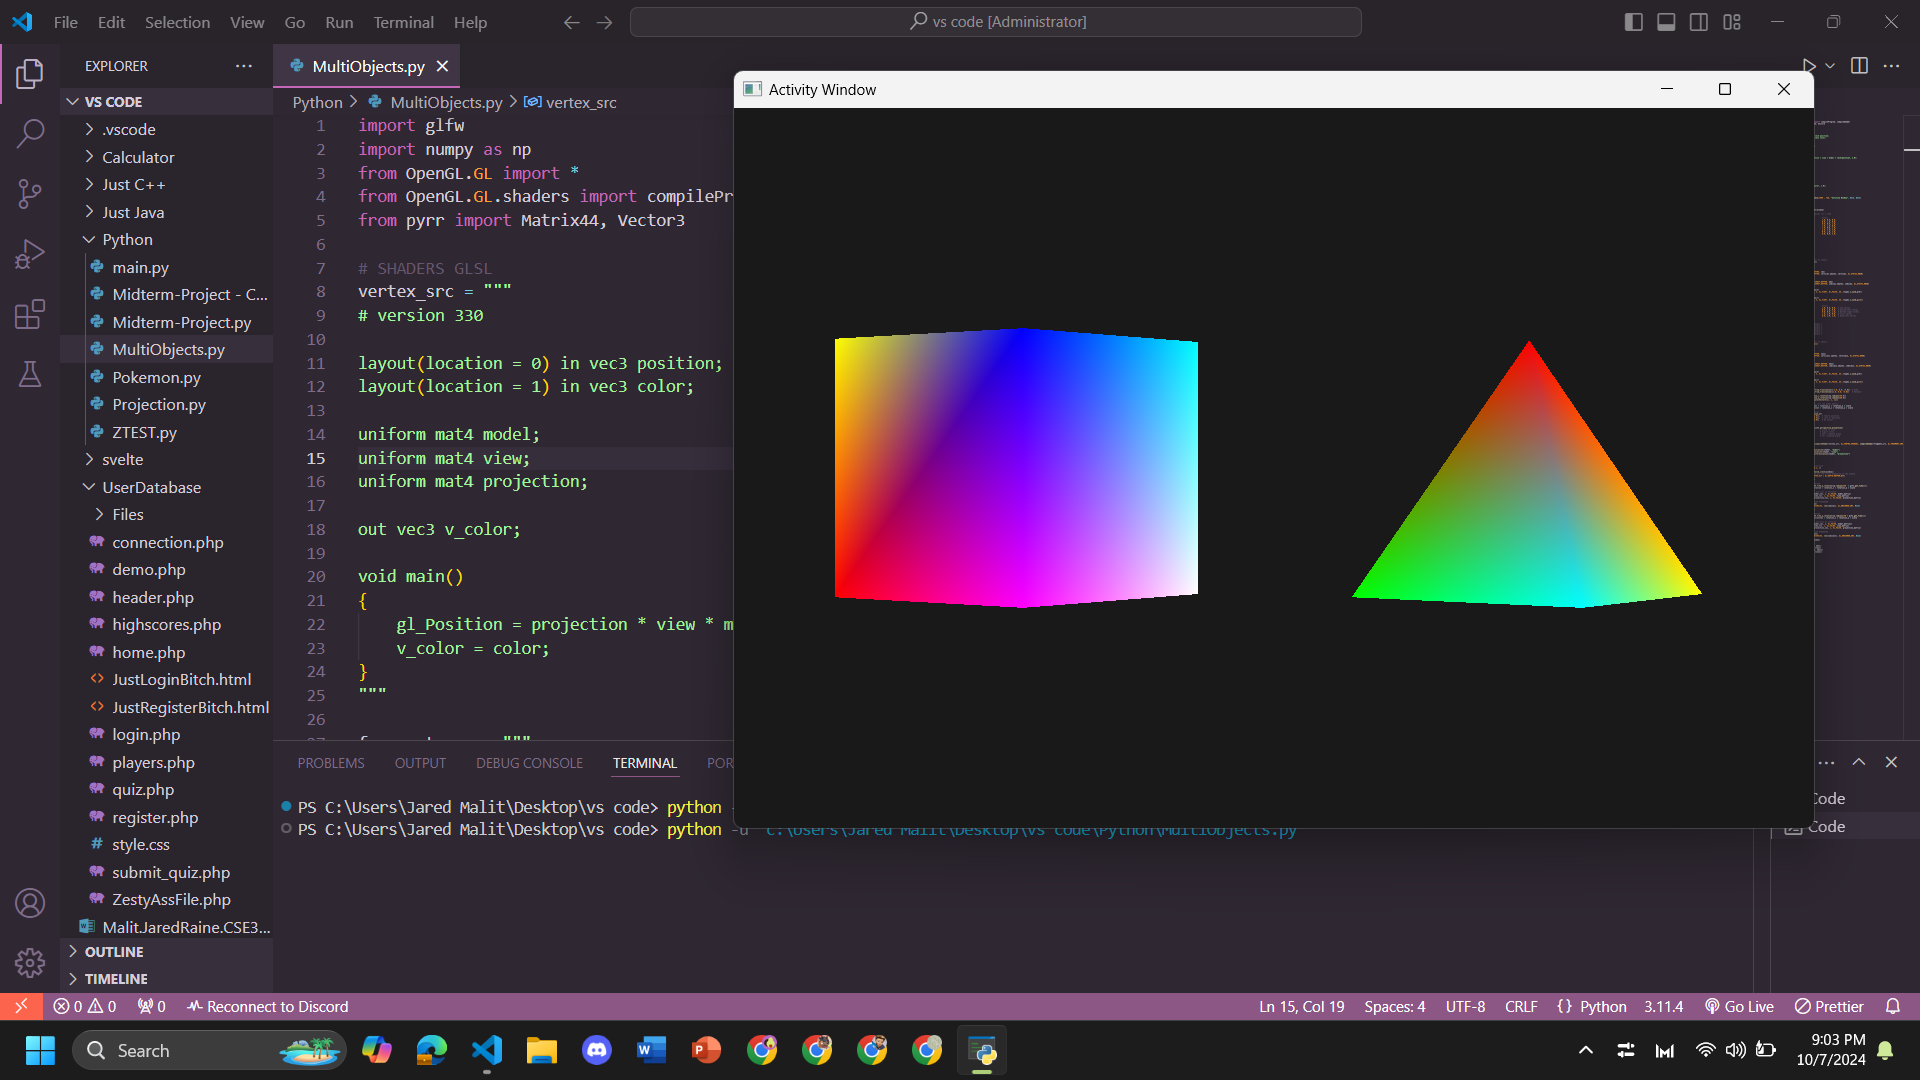 File Edit Selection View Go Run Terminal Help
vs code [Administrator]
EXPLORER
MultiObjects.py
Activity Window
VS CODE
.vscode
Calculator
Just C++
Just Java
Python
main.py
Midterm-Project - C...
Midterm-Project.py
MultiObjects.py
Pokemon.py
Projection.py
ZTEST.py
svelte
UserDatabase
Files
connection.php
demo.php
header.php
highscores.php
home.php
JustLoginBitch.html
JustRegisterBitch.html
login.php
players.php
quiz.php
register.php
style.css
submit_quiz.php
ZestyAssFile.php
Malit.JaredRaine.CSE3...
OUTLINE
TIMELINE
Python > MultiObjects.py > vertex_src
1 import glfw
2 import numpy as np
3 from OpenGL.GL import *
4 from OpenGL.GL.shaders import compilePr
5 from pyrr import Matrix44, Vector3
6
7 # SHADERS GLSL
8 vertex_src = """
9 # version 330
10
11 layout(location = 0) in vec3 position;
12 layout(location = 1) in vec3 color;
13
14 uniform mat4 model;
15 uniform mat4 view;
16 uniform mat4 projection;
17
18 out vec3 v_color;
19
20 void main()
21 {
22 gl_Position = projection * view * m
23 v_color = color;
24 }
25 """
26
PROBLEMS OUTPUT DEBUG CONSOLE TERMINAL POR
PS C:\Users\Jared Malit\Desktop\vs code> python -
PS C:\Users\Jared Malit\Desktop\vs code> python -u "c:\Users\Jared Malit\Desktop\vs code\Python\MultiObjects.py"
Code
Code
0 0 0 Reconnect to Discord
Ln 15, Col 19 Spaces: 4 UTF-8 CRLF {} Python 3.11.4 Go Live Prettier
Search
9:03 PM
10/7/2024